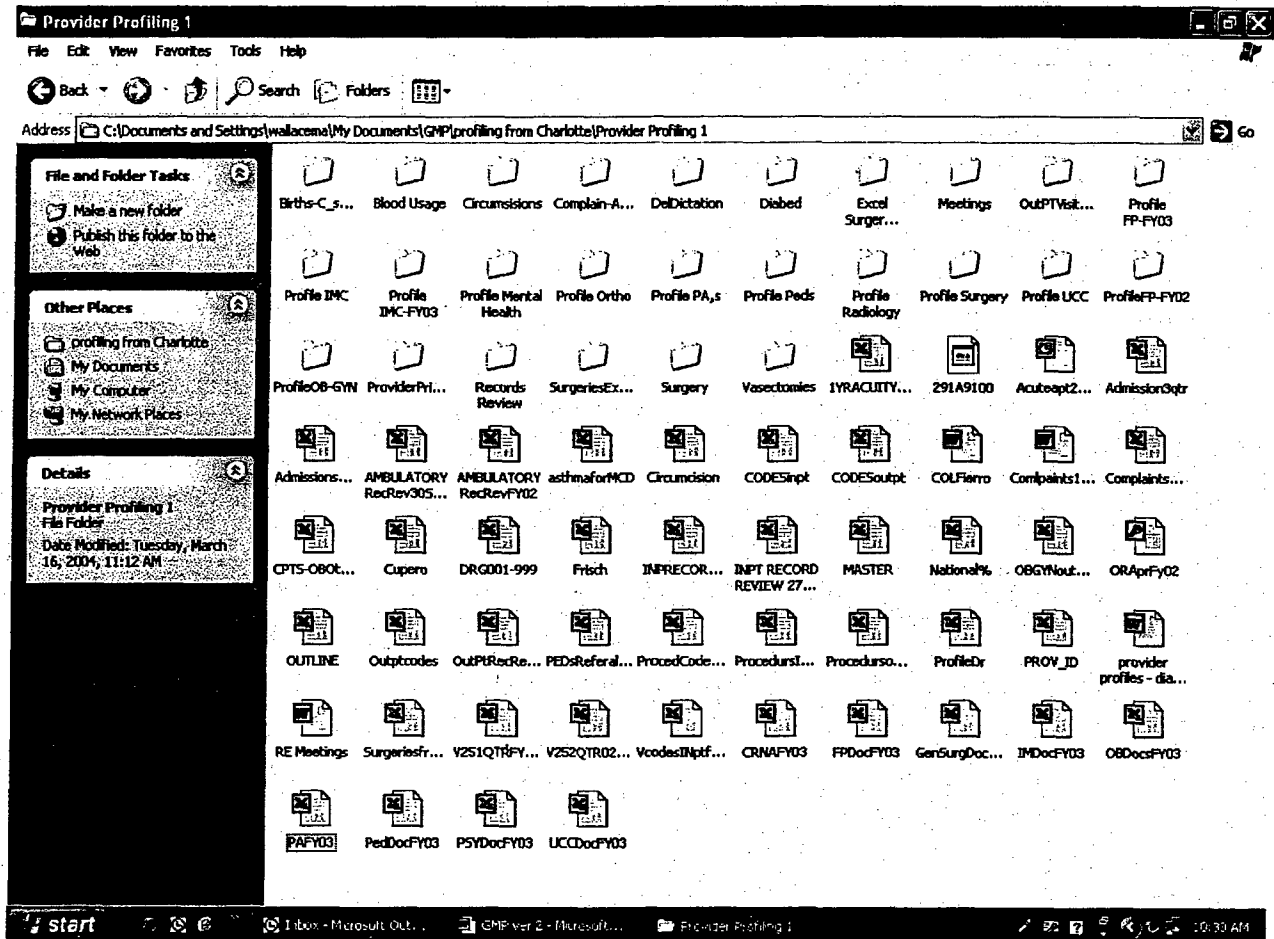 Provider Profiling 1
File Edit View Favorites Tools Help
Back Search Folders
Address C:\Documents and Settings\wallacema\My Documents\GMP\profiling from Charlotte\Provider Profiling 1 Go
File and Folder Tasks
Make a new folder
Publish this folder to the
Web
Other Places
profiling from Charlotte
My Documents
My Computer
My Network Places
Details
Provider Profiling 1
File Folder
Date Modified: Tuesday, March
16, 2004, 11:12 AM
Births-C_s... Blood Usage Circumsisions Complain-A... DelDictation Diabed Excel Meetings OutPTVisit... Profile
Surger... FP-FY03
Profile IMC Profile Profile Mental Profile Ortho Profile PA,s Profile Peds Profile Profile Surgery Profile UCC ProfileFP-FY02
IMC-FY03 Health Radiology
ProfileOB-GYN ProviderPri... Records SurgeriesEx... Surgery Vasectomies 1YRACUITY... 291A9100 Acuteapt2... Admission3qtr
Review
Admissions... AMBULATORY AMBULATORY asthmaforMCD Circumcision CODESinpt CODESoutpt COLFierro Comlpaints1... Complaints...
RecRev305... RecRevFY02
CPTS-OBOt... Cupero DRG001-999 Frisch INPRECOR... INPT RECORD MASTER National% OBGYNout... ORAprFy02
REVIEW 27...
OUTLINE Outptcodes OutPtRecRe... PEDsReferal... ProcedCode... ProcedursI... Procedurso... ProfileDr PROV_ID provider
profiles - dia...
RE Meetings Surgeriesfr... V251QTRFY... V252QTR02... VcodesINptf... CRNAFY03 FPDocFY03 GenSurgDoc... IMDocFY03 OBDocsFY03
PAFY03 PedDocFY03 PSYDocFY03 UCCDocFY03
start Inbox - Microsoft Out... GMP ver 2 - Microsoft... Provider Profiling 1 10:30 AM